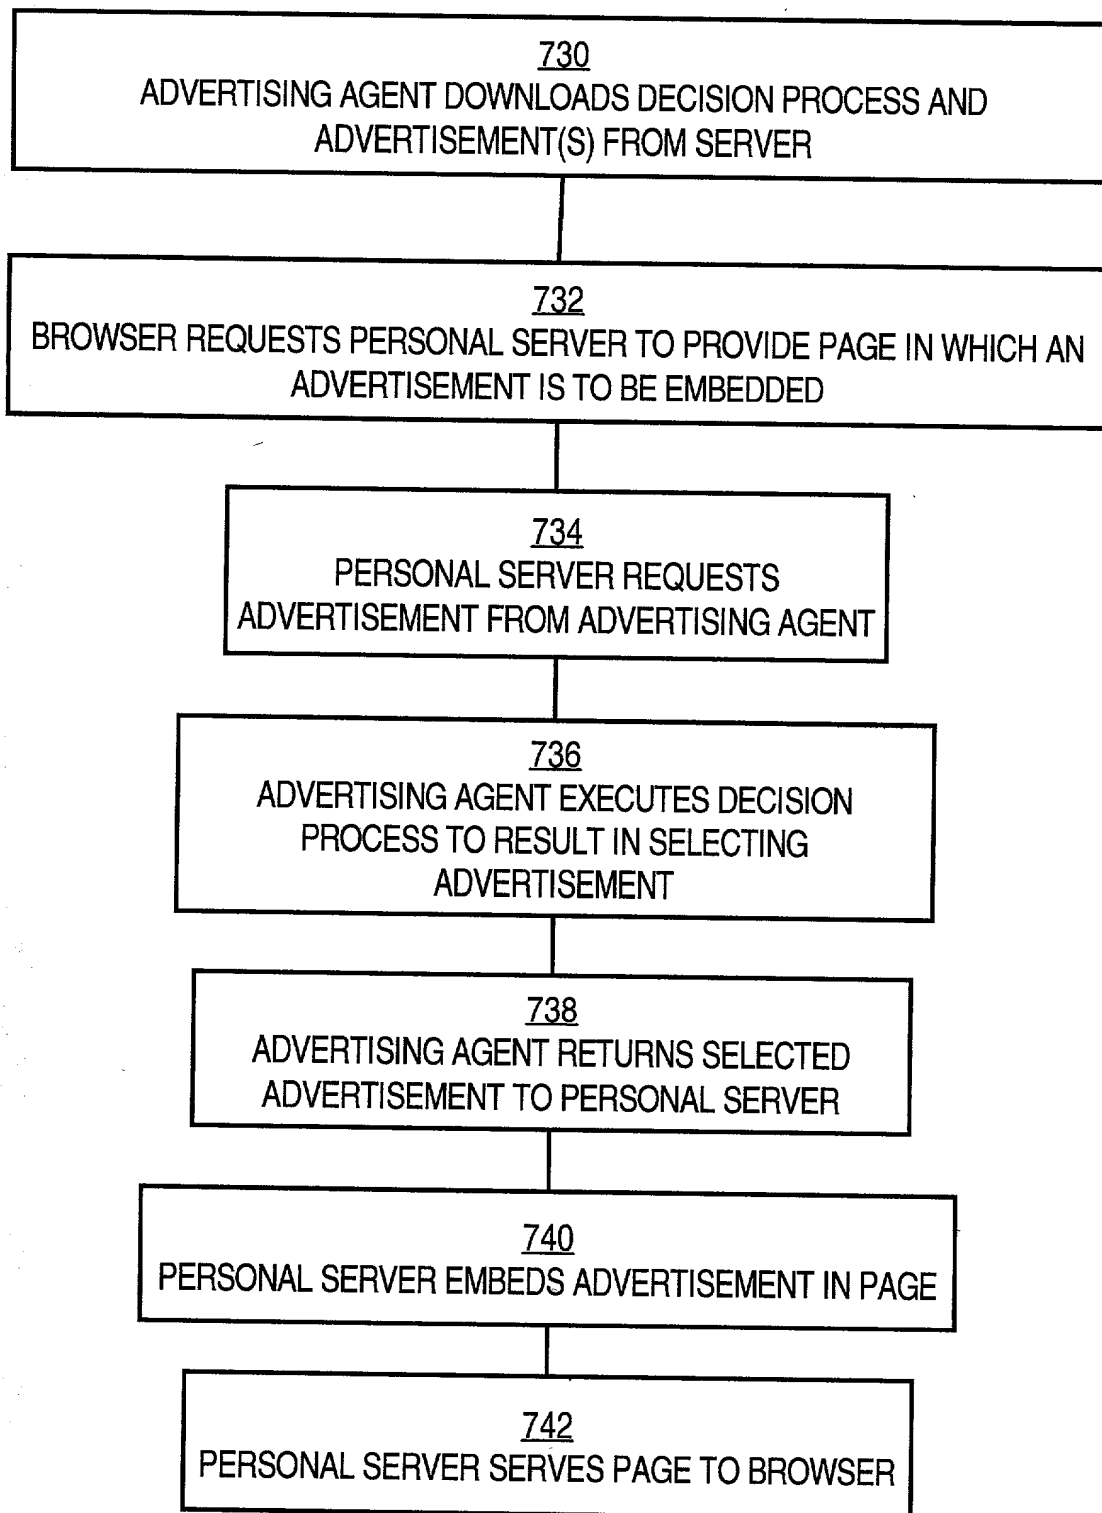 730
ADVERTISING AGENT DOWNLOADS DECISION PROCESS AND
ADVERTISEMENT(S) FROM SERVER
732
BROWSER REQUESTS PERSONAL SERVER TO PROVIDE PAGE IN WHICH AN
ADVERTISEMENT IS TO BE EMBEDDED
734
PERSONAL SERVER REQUESTS
ADVERTISEMENT FROM ADVERTISING AGENT
736
ADVERTISING AGENT EXECUTES DECISION
PROCESS TO RESULT IN SELECTING
ADVERTISEMENT
738
ADVERTISING AGENT RETURNS SELECTED
ADVERTISEMENT TO PERSONAL SERVER
740
PERSONAL SERVER EMBEDS ADVERTISEMENT IN PAGE
742
PERSONAL SERVER SERVES PAGE TO BROWSER